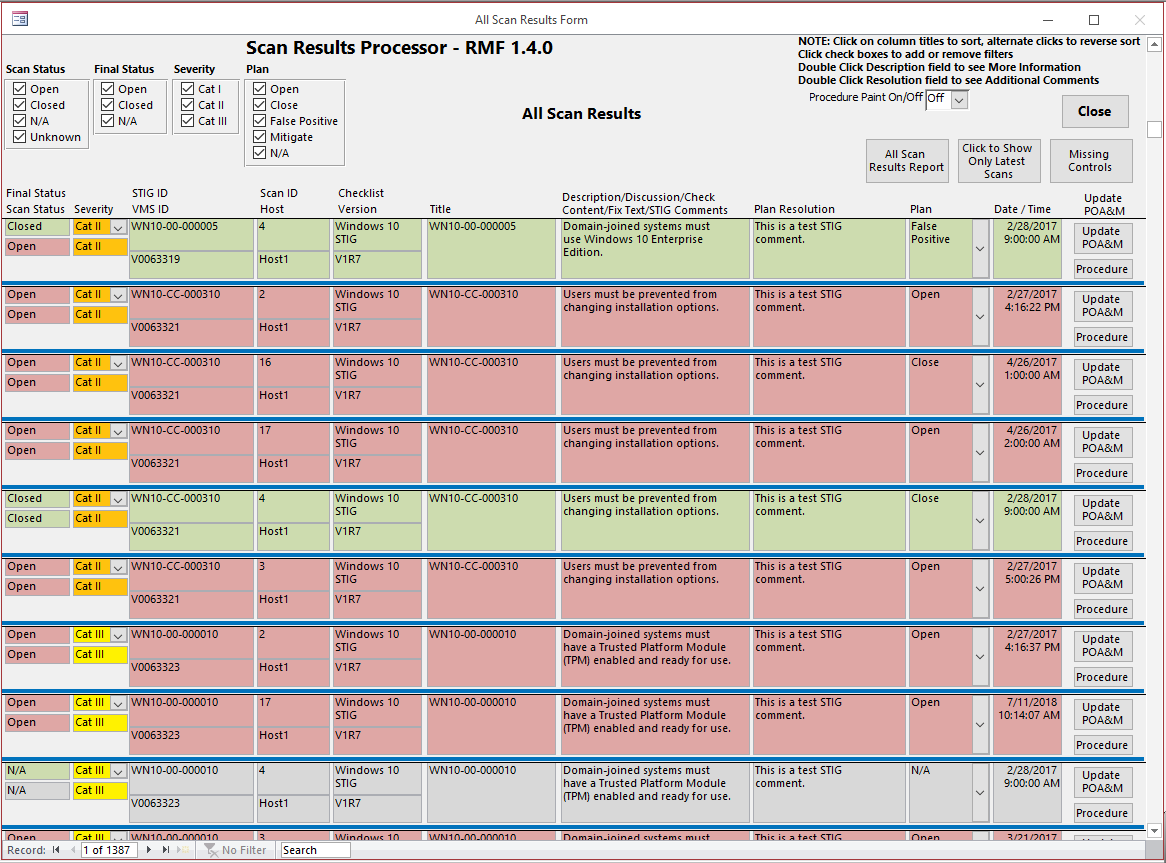 All Scan Results Form
Scan Results Processor - RMF 1.4.0
NOTE: Click on column titles to sort, alternate clicks to reverse sort
Click check boxes to add or remove filters
Double Click Description field to see More Information
Double Click Resolution field to see Additional Comments
Procedure Paint On/Off Off
Scan Status
Open
Closed
N/A
Unknown
Final Status
Open
Closed
N/A
Severity
Cat I
Cat II
Cat III
Plan
Open
Close
False Positive
Mitigate
N/A
All Scan Results
Close
All Scan
Results Report
Click to Show
Only Latest
Scans
Missing
Controls
Final Status
Scan Status
Severity
STIG ID
VMS ID
Scan ID
Host
Checklist
Version
Title
Description/Discussion/Check
Content/Fix Text/STIG Comments
Plan Resolution
Plan
Date / Time
Update
POA&M
Closed
Open
Cat II
Cat II
WN10-00-000005
V0063319
4
Host1
Windows 10
STIG
V1R7
WN10-00-000005
Domain-joined systems must
use Windows 10 Enterprise
Edition.
This is a test STIG
comment.
False
Positive
2/28/2017
9:00:00 AM
Update
POA&M
Procedure
Open
Open
Cat II
Cat II
WN10-CC-000310
V0063321
2
Host1
Windows 10
STIG
V1R7
WN10-CC-000310
Users must be prevented from
changing installation options.
This is a test STIG
comment.
Open
2/27/2017
4:16:22 PM
Update
POA&M
Procedure
Open
Open
Cat II
Cat II
WN10-CC-000310
V0063321
16
Host1
Windows 10
STIG
V1R7
WN10-CC-000310
Users must be prevented from
changing installation options.
This is a test STIG
comment.
Close
4/26/2017
1:00:00 AM
Update
POA&M
Procedure
Open
Open
Cat II
Cat II
WN10-CC-000310
V0063321
17
Host1
Windows 10
STIG
V1R7
WN10-CC-000310
Users must be prevented from
changing installation options.
This is a test STIG
comment.
Open
4/26/2017
2:00:00 AM
Update
POA&M
Procedure
Closed
Closed
Cat II
Cat II
WN10-CC-000310
V0063321
4
Host1
Windows 10
STIG
V1R7
WN10-CC-000310
Users must be prevented from
changing installation options.
This is a test STIG
comment.
Close
2/28/2017
9:00:00 AM
Update
POA&M
Procedure
Open
Open
Cat II
Cat II
WN10-CC-000310
V0063321
3
Host1
Windows 10
STIG
V1R7
WN10-CC-000310
Users must be prevented from
changing installation options.
This is a test STIG
comment.
Open
2/27/2017
5:00:26 PM
Update
POA&M
Procedure
Open
Open
Cat III
Cat III
WN10-00-000010
V0063323
2
Host1
Windows 10
STIG
V1R7
WN10-00-000010
Domain-joined systems must
have a Trusted Platform Module
(TPM) enabled and ready for use.
This is a test STIG
comment.
Open
2/27/2017
4:16:37 PM
Update
POA&M
Procedure
Open
Open
Cat III
Cat III
WN10-00-000010
V0063323
17
Host1
Windows 10
STIG
V1R7
WN10-00-000010
Domain-joined systems must
have a Trusted Platform Module
(TPM) enabled and ready for use.
This is a test STIG
comment.
Open
7/11/2018
10:14:07 AM
Update
POA&M
Procedure
N/A
N/A
Cat III
Cat III
WN10-00-000010
V0063323
4
Host1
Windows 10
STIG
V1R7
WN10-00-000010
Domain-joined systems must
have a Trusted Platform Module
(TPM) enabled and ready for use.
This is a test STIG
comment.
N/A
2/28/2017
9:00:00 AM
Update
POA&M
Procedure
Open
Cat III
WN10-00-000010
3
Windows 10
WN10-00-000010
Domain-joined systems must
This is a test STIG
Open
3/21/2017
Record:
1 of 1387
No Filter
Search